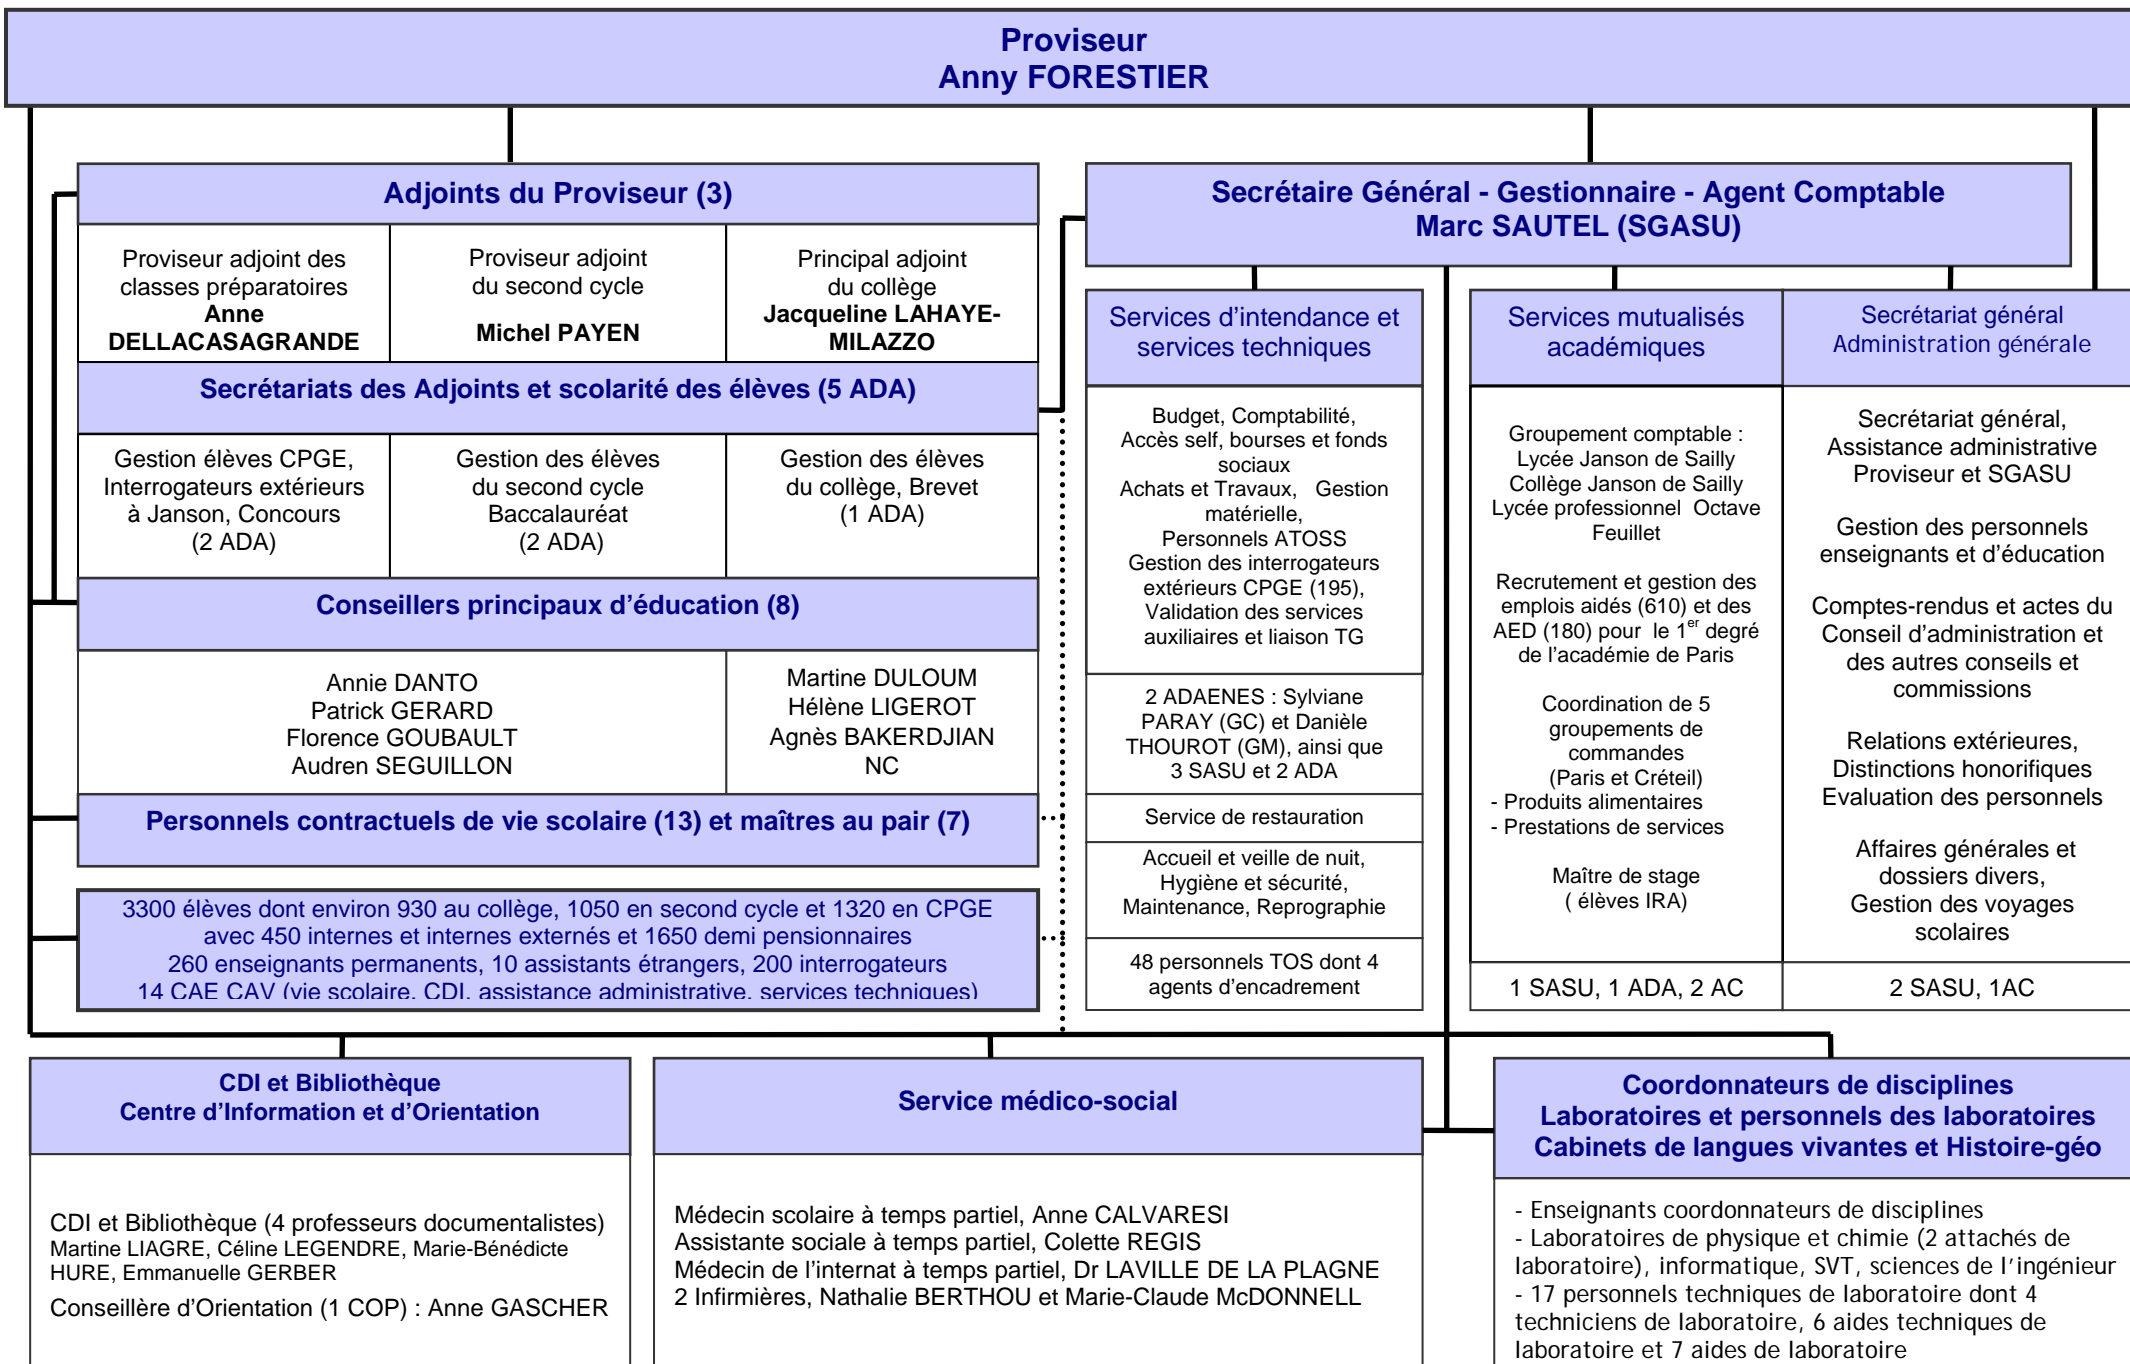 Proviseur
Anny FORESTIER
Adjoints du Proviseur (3)
Proviseur adjoint des
classes préparatoires
Anne
DELLACASAGRANDE
Proviseur adjoint
du second cycle
Michel PAYEN
Principal adjoint
du collège
Jacqueline LAHAYE-
MILAZZO
Secrétariats des Adjoints et scolarité des élèves (5 ADA)
Gestion élèves CPGE,
Interrogateurs extérieurs
à Janson, Concours
(2 ADA)
Gestion des élèves
du second cycle
Baccalauréat
(2 ADA)
Gestion des élèves
du collège, Brevet
(1 ADA)
Conseillers principaux d'éducation (8)
Annie DANTO
Patrick GERARD
Florence GOUBAULT
Audren SEGUILLON
Martine DULOUM
Hélène LIGEROT
Agnès BAKERDJIAN
NC
Personnels contractuels de vie scolaire (13) et maîtres au pair (7)
3300 élèves dont environ 930 au collège, 1050 en second cycle et 1320 en CPGE
avec 450 internes et internes externés et 1650 demi pensionnaires
260 enseignants permanents, 10 assistants étrangers, 200 interrogateurs
14 CAE CAV (vie scolaire, CDI, assistance administrative, services techniques)
Secrétaire Général - Gestionnaire - Agent Comptable
Marc SAUTEL (SGASU)
Services d'intendance et
services techniques
Budget, Comptabilité,
Accès self, bourses et fonds
sociaux
Achats et Travaux, Gestion
matérielle,
Personnels ATOSS
Gestion des interrogateurs
extérieurs CPGE (195),
Validation des services
auxiliaires et liaison TG
2 ADAENES : Sylviane
PARAY (GC) et Danièle
THOUROT (GM), ainsi que
3 SASU et 2 ADA
Service de restauration
Accueil et veille de nuit,
Hygiène et sécurité,
Maintenance, Reprographie
48 personnels TOS dont 4
agents d'encadrement
Services mutualisés
académiques
Groupement comptable :
Lycée Janson de Sailly
Collège Janson de Sailly
Lycée professionnel Octave
Feuillet
Recrutement et gestion des
emplois aidés (610) et des
AED (180) pour le 1er degré
de l'académie de Paris
Coordination de 5
groupements de
commandes
(Paris et Créteil)
- Produits alimentaires
- Prestations de services
Maître de stage
( élèves IRA)
1 SASU, 1 ADA, 2 AC
Secrétariat général
Administration générale
Secrétariat général,
Assistance administrative
Proviseur et SGASU
Gestion des personnels
enseignants et d'éducation
Comptes-rendus et actes du
Conseil d'administration et
des autres conseils et
commissions
Relations extérieures,
Distinctions honorifiques
Evaluation des personnels
Affaires générales et
dossiers divers,
Gestion des voyages
scolaires
2 SASU, 1AC
CDI et Bibliothèque
Centre d'Information et d'Orientation
CDI et Bibliothèque (4 professeurs documentalistes)
Martine LIAGRE, Céline LEGENDRE, Marie-Bénédicte
HURE, Emmanuelle GERBER
Conseillère d'Orientation (1 COP) : Anne GASCHER
Service médico-social
Médecin scolaire à temps partiel, Anne CALVARESI
Assistante sociale à temps partiel, Colette REGIS
Médecin de l'internat à temps partiel, Dr LAVILLE DE LA PLAGNE
2 Infirmières, Nathalie BERTHOU et Marie-Claude McDONNELL
Coordonnateurs de disciplines
Laboratoires et personnels des laboratoires
Cabinets de langues vivantes et Histoire-géo
- Enseignants coordonnateurs de disciplines
- Laboratoires de physique et chimie (2 attachés de
laboratoire), informatique, SVT, sciences de l'ingénieur
- 17 personnels techniques de laboratoire dont 4
techniciens de laboratoire, 6 aides techniques de
laboratoire et 7 aides de laboratoire